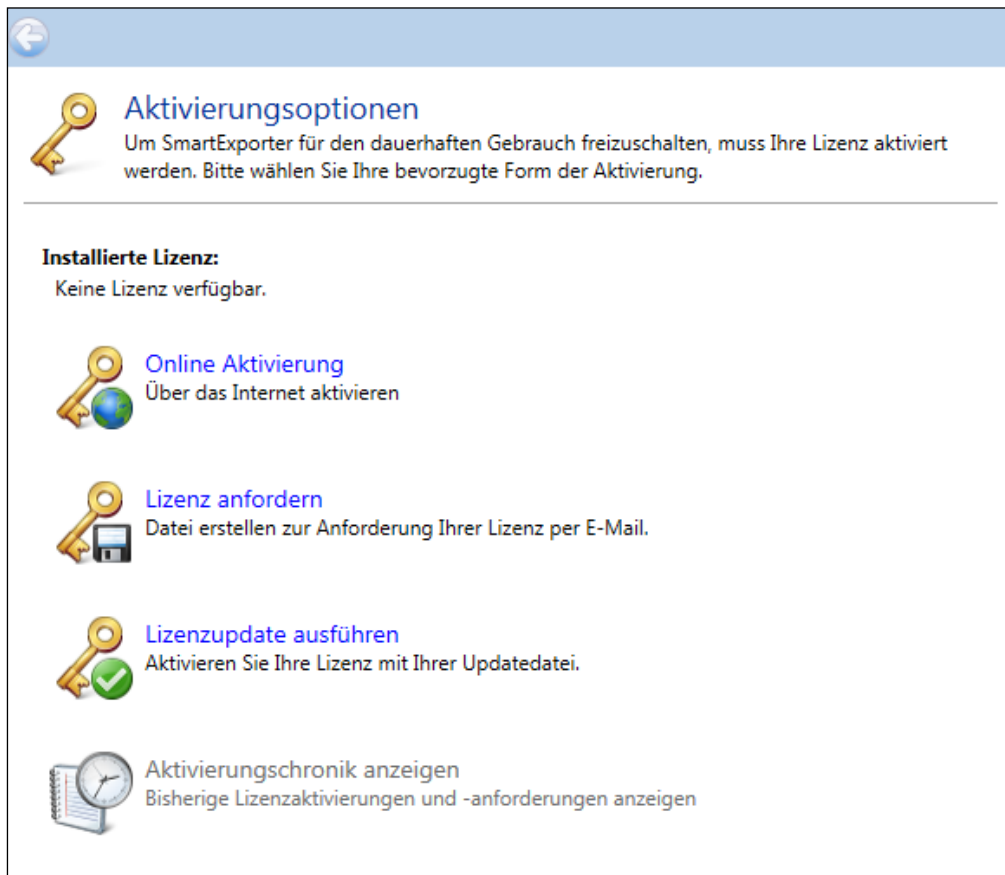 Aktivierungsoptionen
Um SmartExporter für den dauerhaften Gebrauch freizuschalten, muss Ihre Lizenz aktiviert
werden. Bitte wählen Sie Ihre bevorzugte Form der Aktivierung.
Installierte Lizenz:
Keine Lizenz verfügbar.
Online Aktivierung
Über das Internet aktivieren
Lizenz anfordern
Datei erstellen zur Anforderung Ihrer Lizenz per E-Mail.
Lizenzupdate ausführen
Aktivieren Sie Ihre Lizenz mit Ihrer Updatedatei.
Aktivierungschronik anzeigen
Bisherige Lizenzaktivierungen und -anforderungen anzeigen